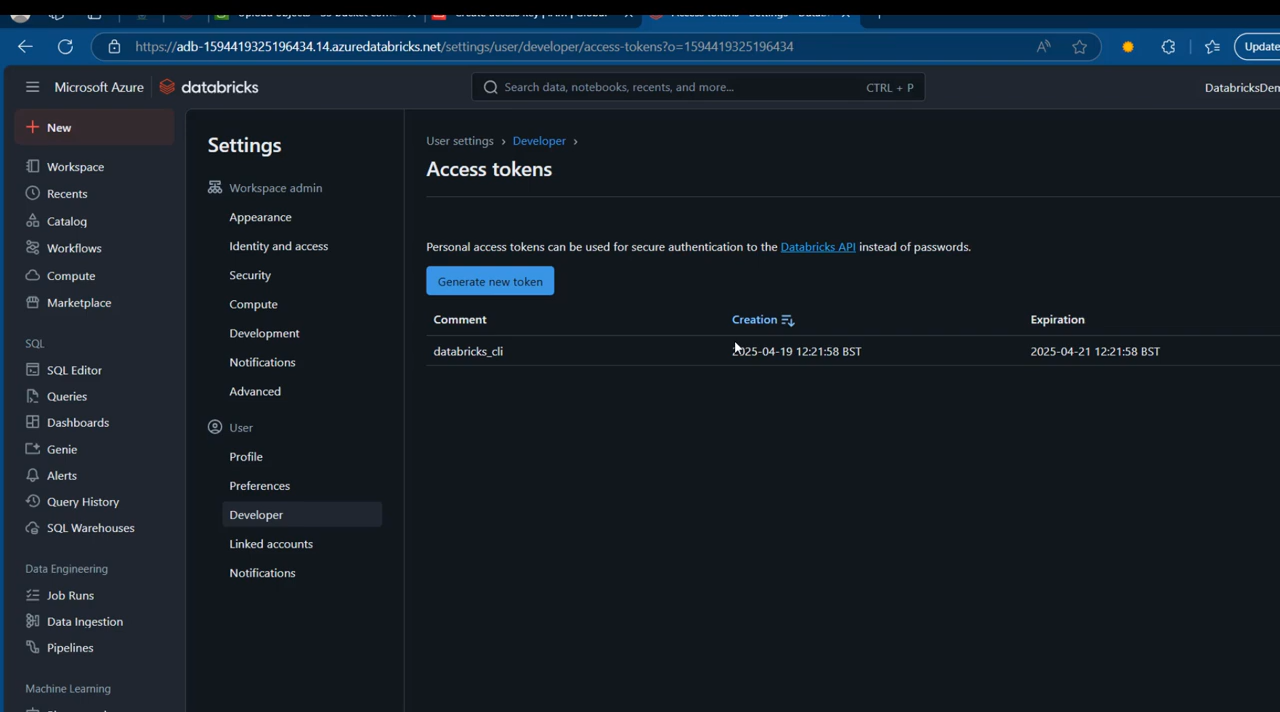 https://adb-1594419325196434.14.azuredatabricks.net/settings/user/developer/access-tokens?o=1594419325196434
Update
Microsoft Azure
databricks
Search data, notebooks, recents, and more...
CTRL + P
DatabricksDem
New
Workspace
Recents
Catalog
Workflows
Compute
Marketplace
SQL
SQL Editor
Queries
Dashboards
Genie
Alerts
Query History
SQL Warehouses
Data Engineering
Job Runs
Data Ingestion
Pipelines
Machine Learning
Settings
Workspace admin
Appearance
Identity and access
Security
Compute
Development
Notifications
Advanced
User
Profile
Preferences
Developer
Linked accounts
Notifications
User settings › Developer ›
Access tokens
Personal access tokens can be used for secure authentication to the Databricks API instead of passwords.
Generate new token
Comment Creation Expiration
databricks_cli 2025-04-19 12:21:58 BST 2025-04-21 12:21:58 BST